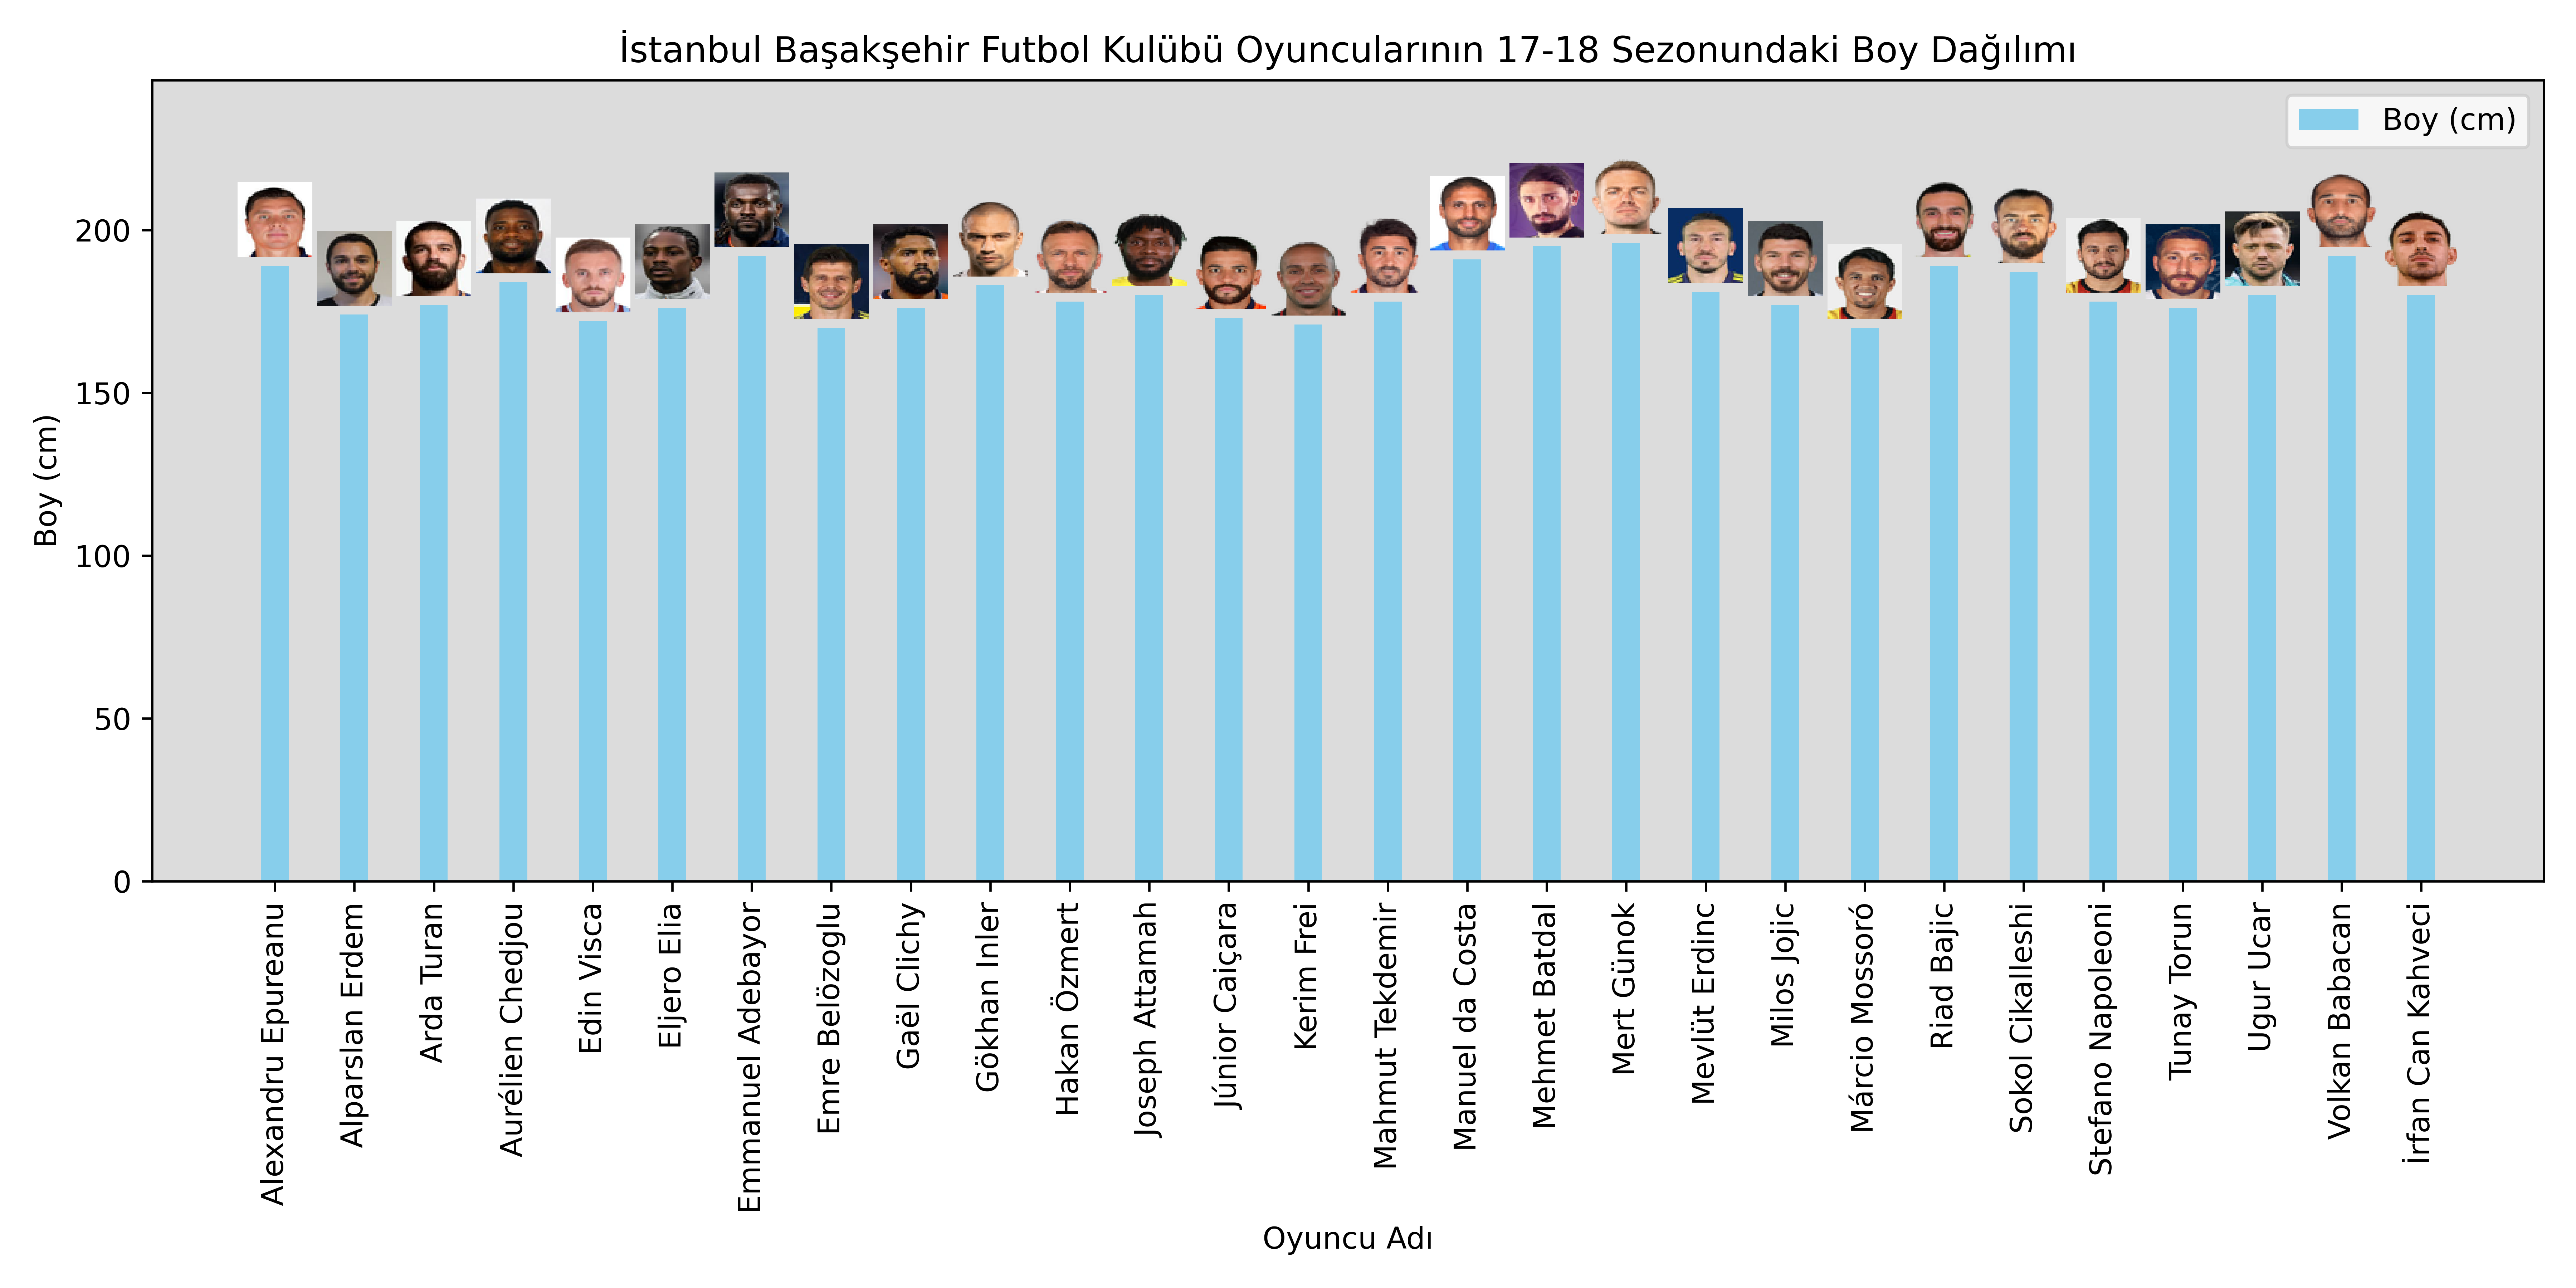 İstanbul Başakşehir Futbol Kulübü Oyuncularının 17-18 Sezonundaki Boy Dağılımı
Boy (cm)
Boy (cm)
200
150
100
50
0
Alexandru Epureanu
Alparslan Erdem
Arda Turan
Aurélien Chedjou
Edin Visca
Eljero Elia
Emmanuel Adebayor
Emre Belözoglu
Gaël Clichy
Gökhan Inler
Hakan Özmert
Joseph Attamah
Júnior Caiçara
Kerim Frei
Mahmut Tekdemir
Manuel da Costa
Mehmet Batdal
Mert Günok
Mevlüt Erdinc
Milos Jojic
Márcio Mossoró
Riad Bajic
Sokol Cikalleshi
Stefano Napoleoni
Tunay Torun
Ugur Ucar
Volkan Babacan
İrfan Can Kahveci
Oyuncu Adı